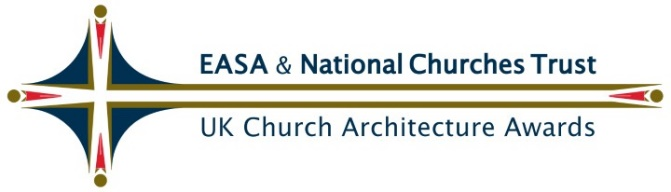 EASA & National Churches Trust
UK Church Architecture Awards